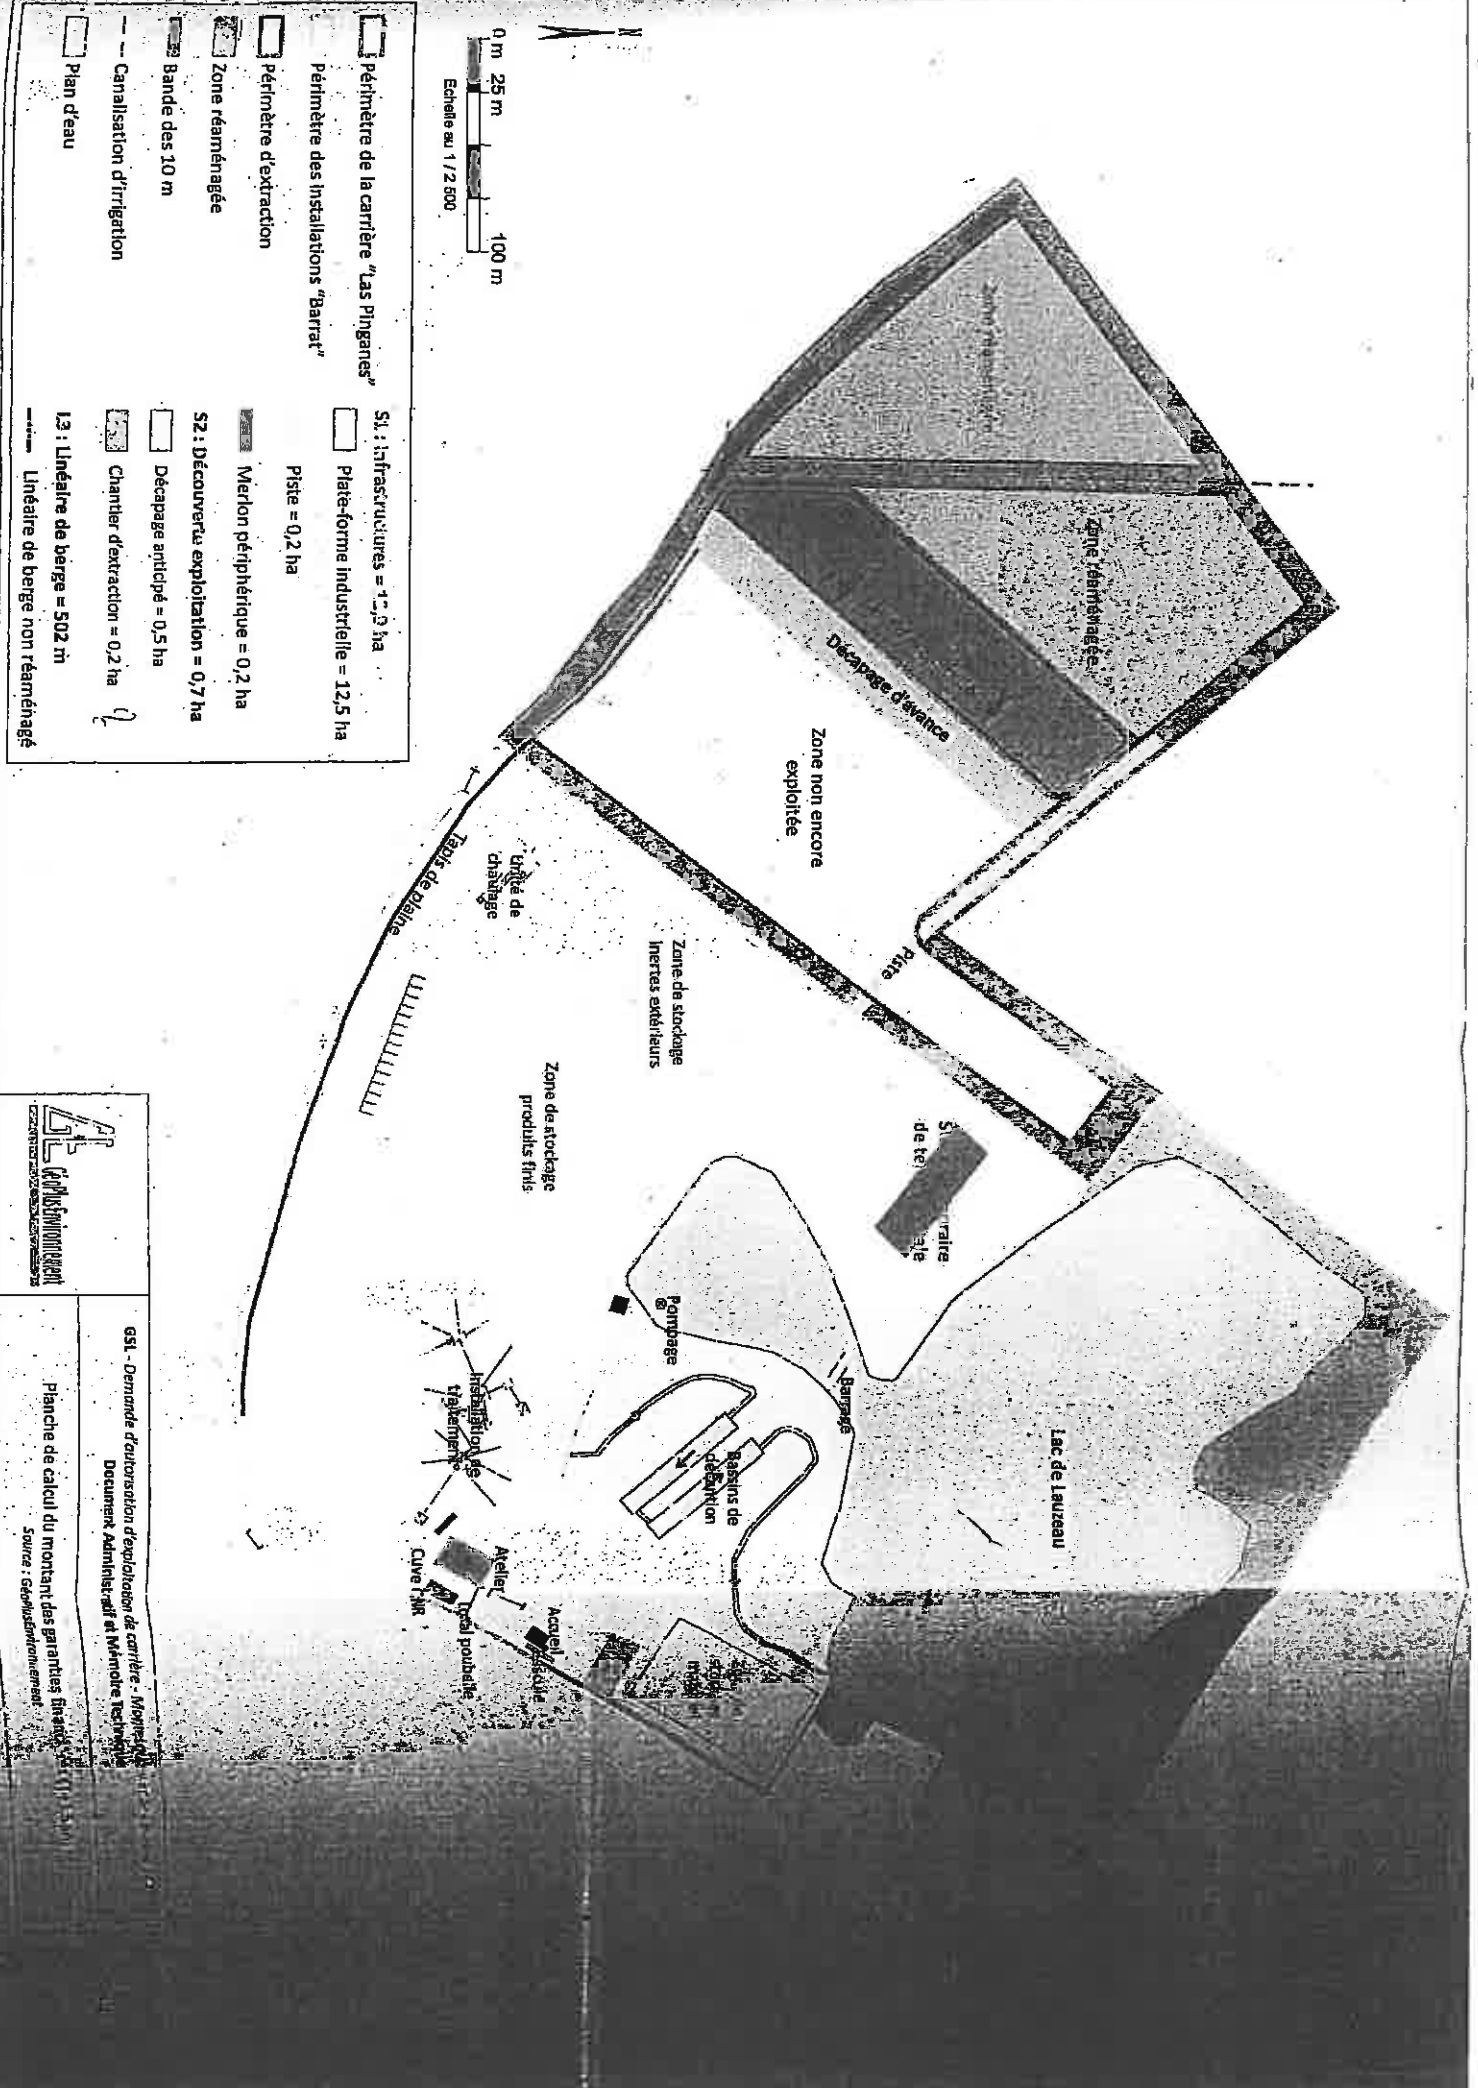 Zone réaménagée
Décapage d'avance
Zone non encore
exploitée
Piste
Lac de Lauzeau
Barrage
Pompage
Bassins de
décantion
Zone de stockage
inertes extérieurs
Unité de
chaulage
Tapis de plaine
Zone de stockage
produits finis
Installation de
traitement
Atelier
Accueil
Local poubelle
N
0 m 25 m 100 m
Echelle au 1 / 2 500
Périmètre de la carrière "Las Pinganes"
Périmètre des installations "Barrat"
Périmètre d'extraction
Zone réaménagée
Bande des 10 m
Canalisation d'irrigation
Plan d'eau
S1 : Infrastructures = ha
Plate-forme industrielle = 12,5 ha
Piste = 0,2 ha
Merlon périphérique = 0,2 ha
S2 : Découverte exploitation = 0,7 ha
Décapage anticipé = 0,5 ha
Chantier d'extraction = 0,2 ha
L3 : Linéaire de berge = 502 m
Linéaire de berge non réaménagé
GéoPlusEnvironnement
GSL - Demande d'autorisation d'exploitation de carrière -
Document Administratif et Mémoire Technique
Planche de calcul du montant des garanties
Source : GéoPlusEnvironnement